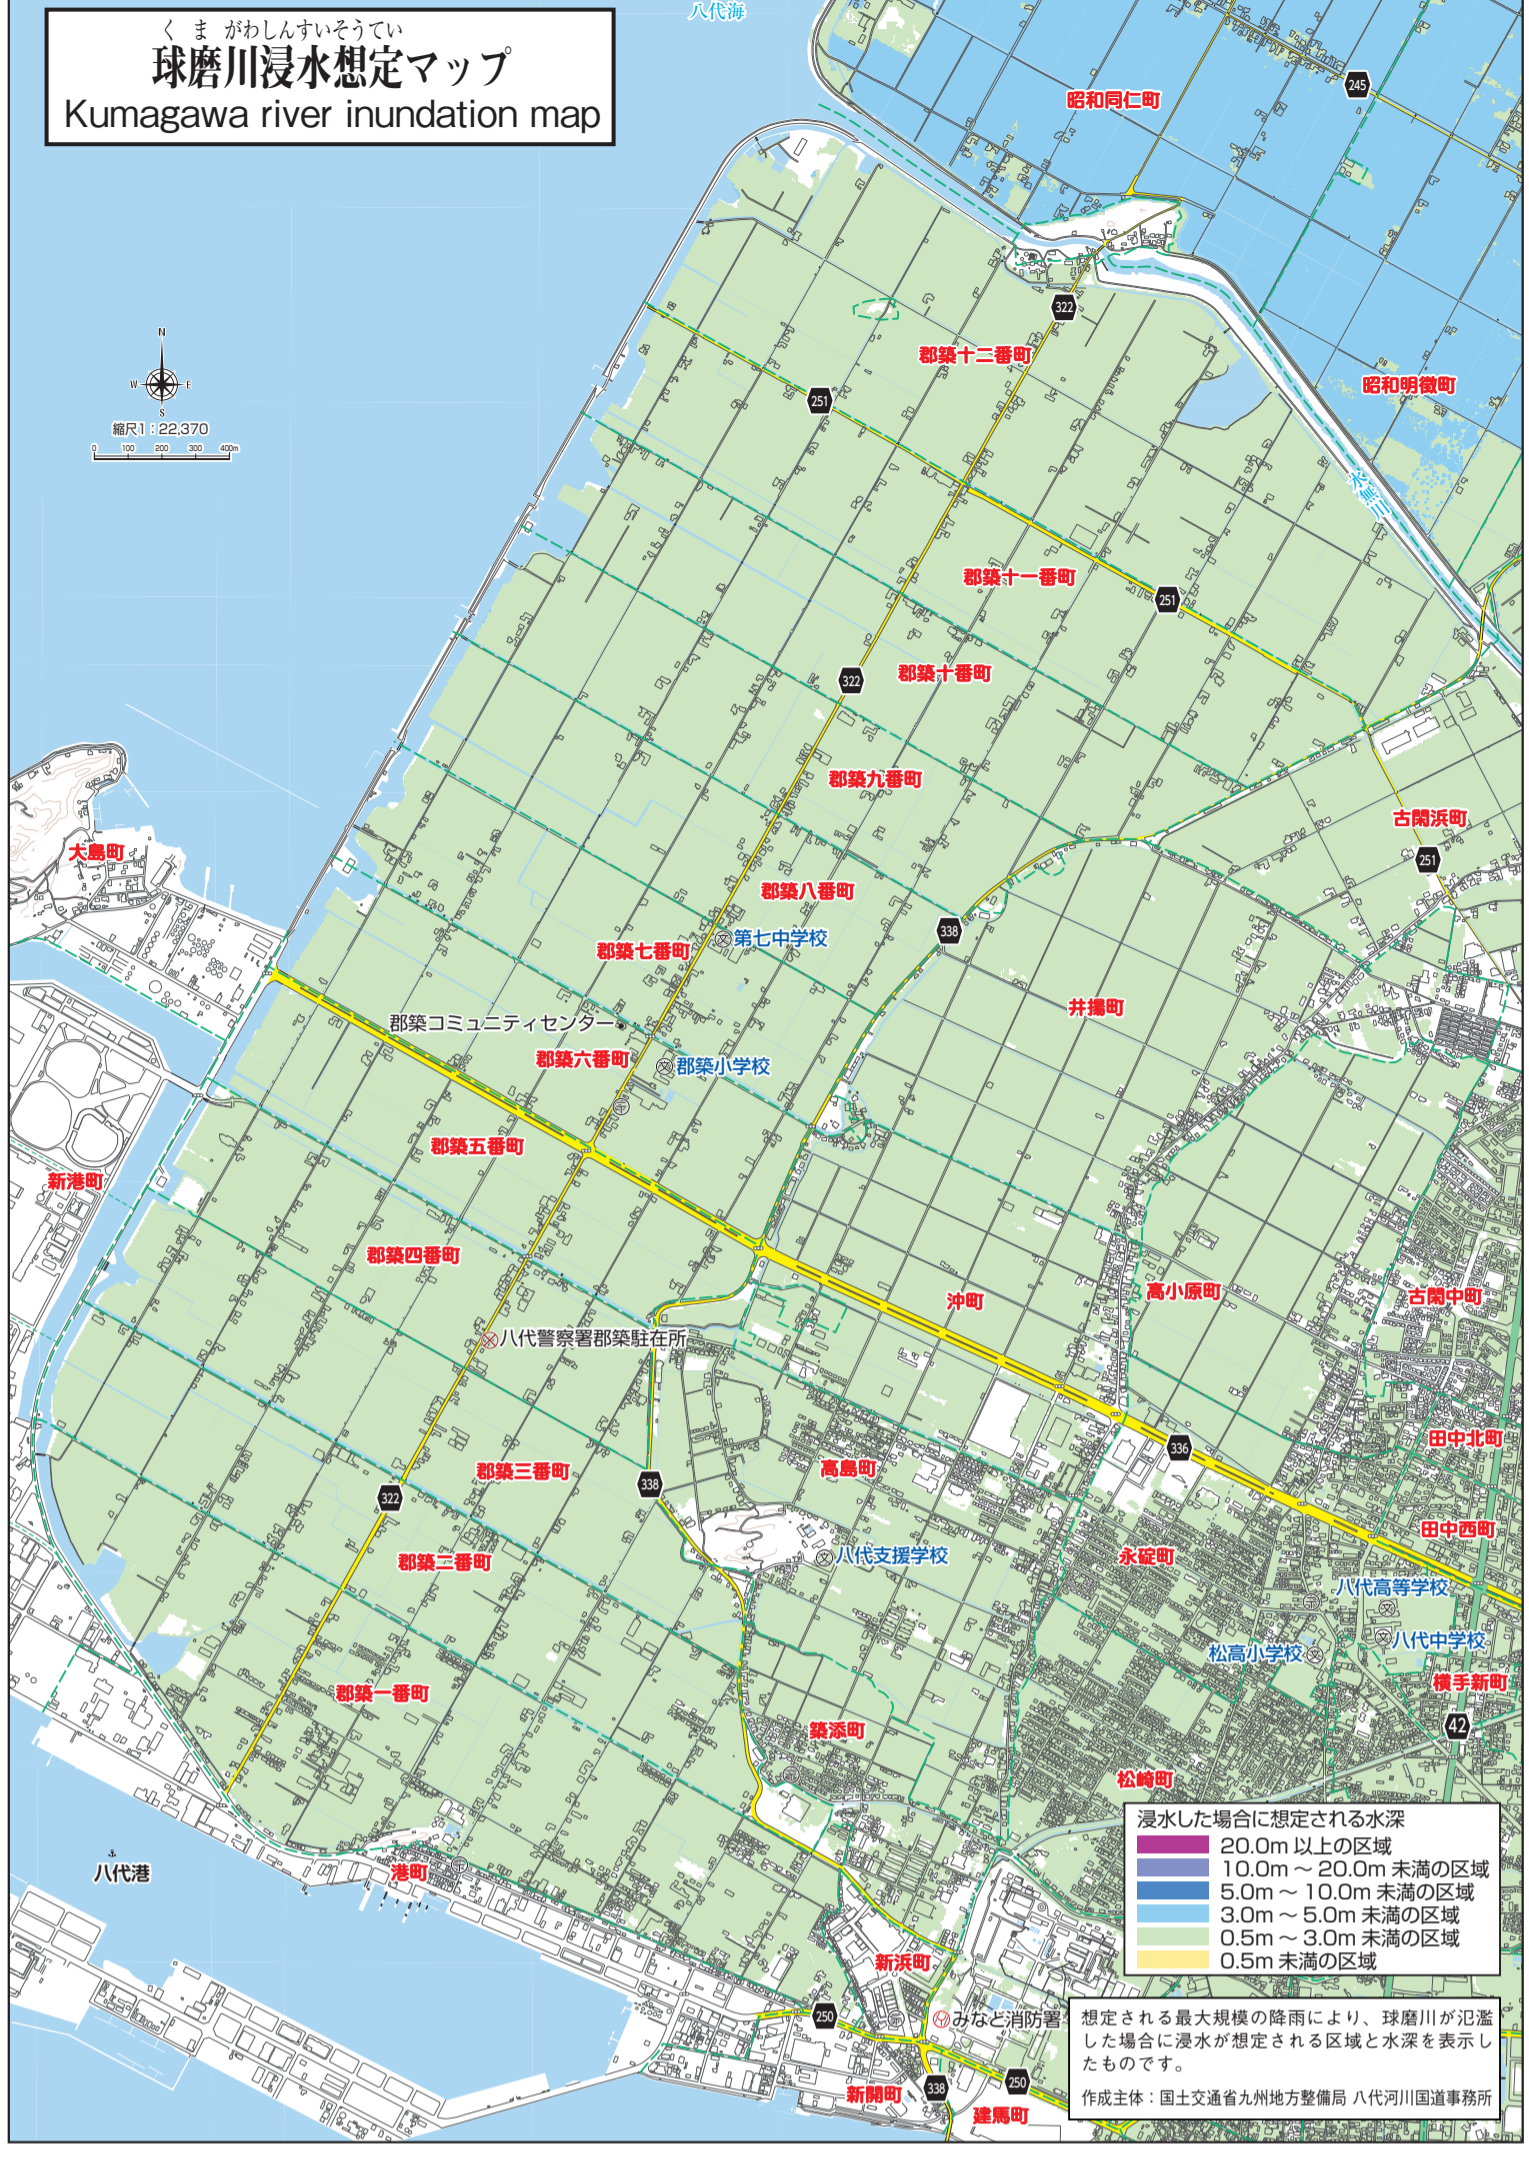 八代海
くまがわしんすいそうてい
球磨川浸水想定マップ
Kumagawa river inundation map
昭和同仁町
245
N
W E
S
縮尺1：22,370
0 100 200 300 400m
322
郡築十二番町
昭和明徴町
251
水無川
郡築十一番町
251
322
郡築十番町
郡築九番町
古閑浜町
251
大島町
郡築八番町
338
第七中学校
郡築七番町
井揚町
郡築コミュニティセンター
郡築六番町
郡築小学校
郡築五番町
新港町
郡築四番町
沖町
高小原町
古閑中町
八代警察署郡築駐在所
田中北町
336
高島町
郡築三番町
338
322
田中西町
郡築二番町
八代支援学校
永碇町
八代高等学校
八代中学校
松高小学校
横手新町
郡築一番町
築添町
42
松崎町
港町
八代港
浸水した場合に想定される水深
20.0m 以上の区域
10.0m ～ 20.0m 未満の区域
5.0m ～ 10.0m 未満の区域
3.0m ～ 5.0m 未満の区域
0.5m ～ 3.0m 未満の区域
0.5m 未満の区域
新浜町
250
みなと消防署
新開町
338
250
建馬町
想定される最大規模の降雨により、球磨川が氾濫
した場合に浸水が想定される区域と水深を表示し
たものです。
作成主体：国土交通省九州地方整備局 八代河川国道事務所